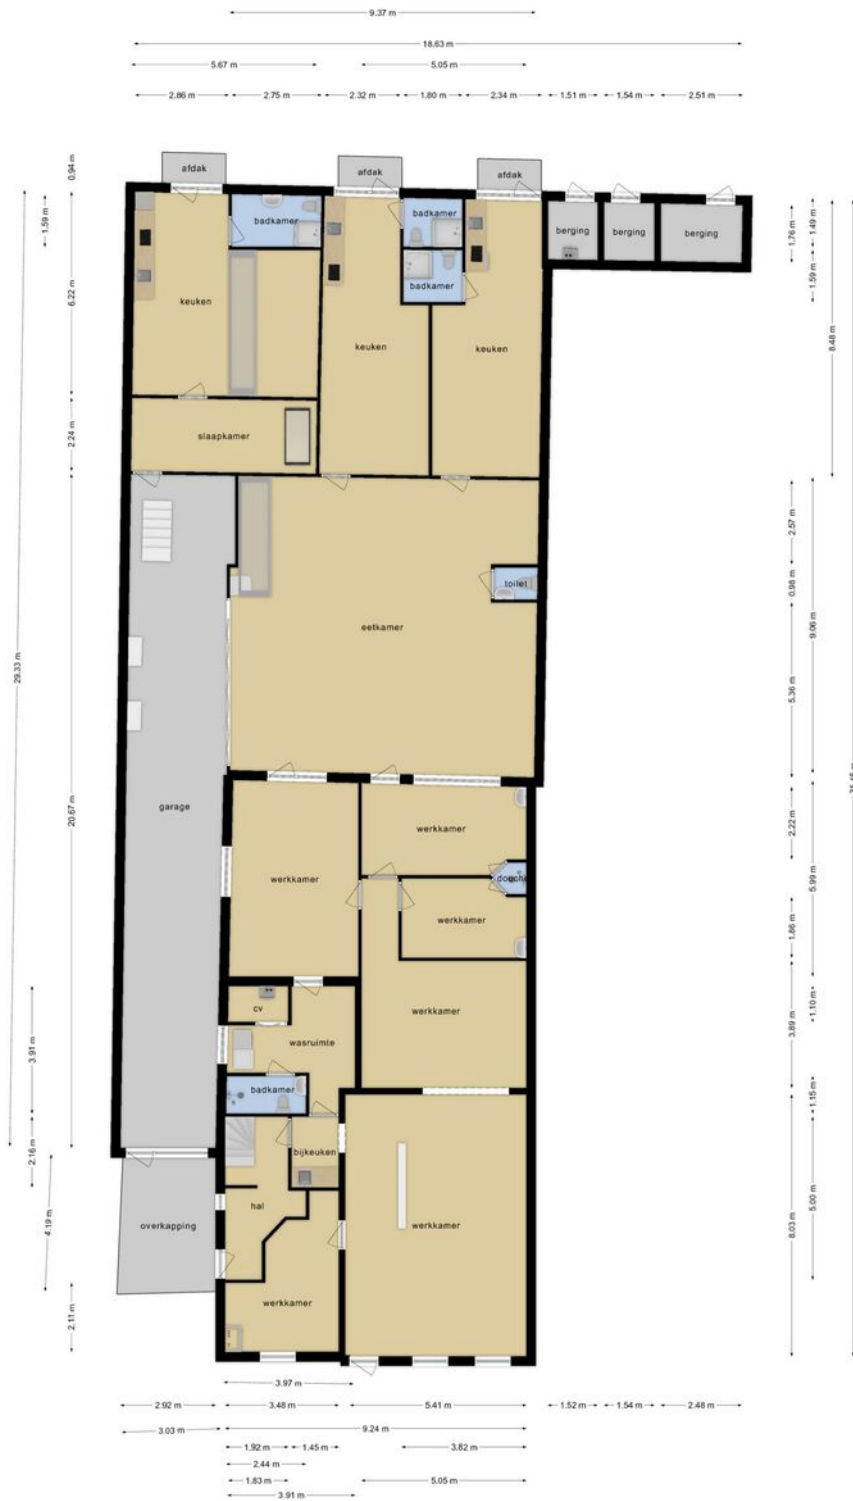 9.37 m
18.63 m
5.67 m
5.05 m
2.86 m
2.75 m
2.32 m
1.80 m
2.34 m
1.51 m
1.54 m
2.51 m
0.94 m
afdak
afdak
afdak
1.59 m
badkamer
badkamer
berging
berging
berging
1.76 m
1.49 m
1.59 m
6.22 m
keuken
badkamer
keuken
keuken
8.48 m
2.24 m
slaapkamer
2.57 m
toilet
0.98 m
eetkamer
9.06 m
29.33 m
5.36 m
garage
20.67 m
werkkamer
2.22 m
werkkamer
douche
5.99 m
werkkamer
1.86 m
cv
werkkamer
1.10 m
3.89 m
wasruimte
3.91 m
badkamer
1.15 m
bijkeuken
2.16 m
hal
5.00 m
overkapping
werkkamer
4.19 m
8.03 m
werkkamer
2.11 m
3.97 m
2.92 m
3.48 m
5.41 m
1.52 m
1.54 m
2.48 m
3.03 m
9.24 m
1.92 m
1.45 m
3.82 m
2.44 m
1.83 m
5.05 m
3.91 m